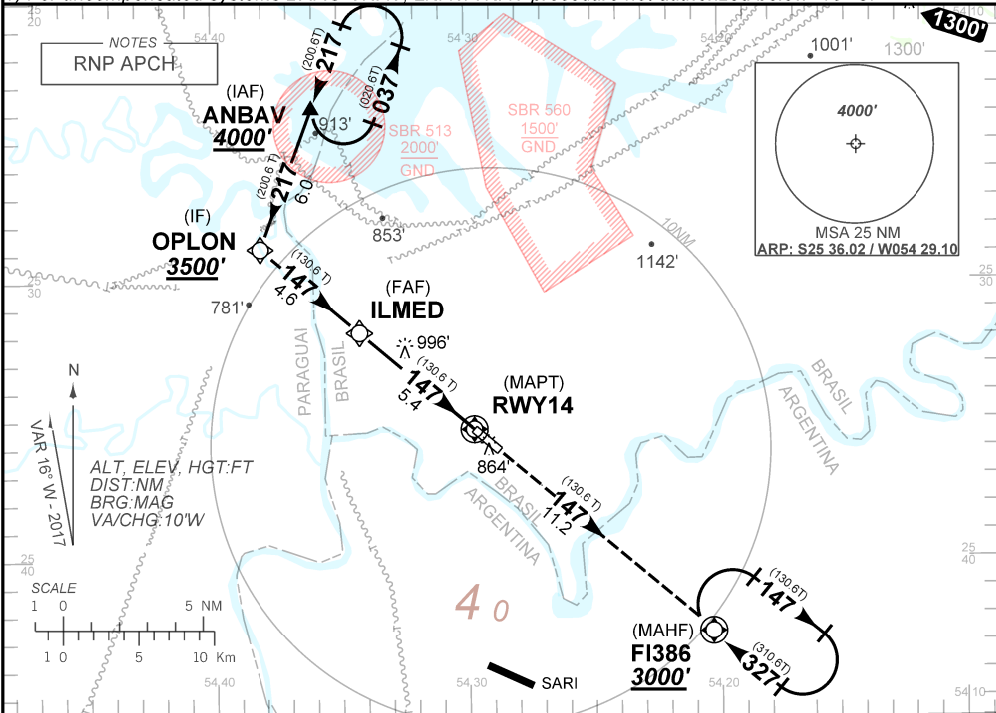 25
20
54,40
54,30
54,20
54,10
1300'
1300'
1001'
NOTES
RNP APCH
(IAF)
ANBAV
4000'
217
(200.6T)
037
(020.6T)
913'
SBR 513
2000'
GND
SBR 560
1500'
GND
4000'
MSA 25 NM
ARP: S25 36.02 / W054 29.10
217
(200.6 T)
6.0
(IF)
OPLON
3500'
853'
10NM
1142'
25
30
25
30
781'
(130.6 T)
147
4.6
(FAF)
ILMED
996'
PARAGUAI
BRASIL
(130.6 T)
147
5.4
(MAPT)
RWY14
864'
BRASIL
ARGENTINA
N
VAR 16° W - 2017
ALT, ELEV, HGT:FT
DIST:NM
BRG:MAG
VA/CHG:10'W
BRASIL
ARGENTINA
(130.6 T)
147
11.2
25
40
25
40
SCALE
1 0 5 NM
1 0 5 10 Km
4 0
(130.6T)
147
(MAHF)
FI386
3000'
(310.6T)
327
SARI
54,40
54,30
54,20
54,10